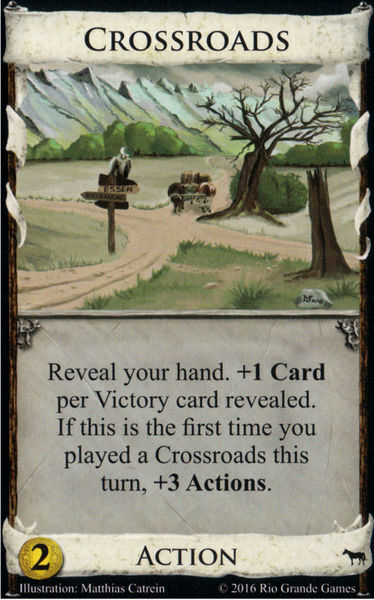 CROSSROADS
ESSEN
Reveal your hand. +1 Card
per Victory card revealed.
If this is the first time you
played a Crossroads this
turn, +3 Actions.
2
ACTION
Illustration: Matthias Catrein
© 2016 Rio Grande Games